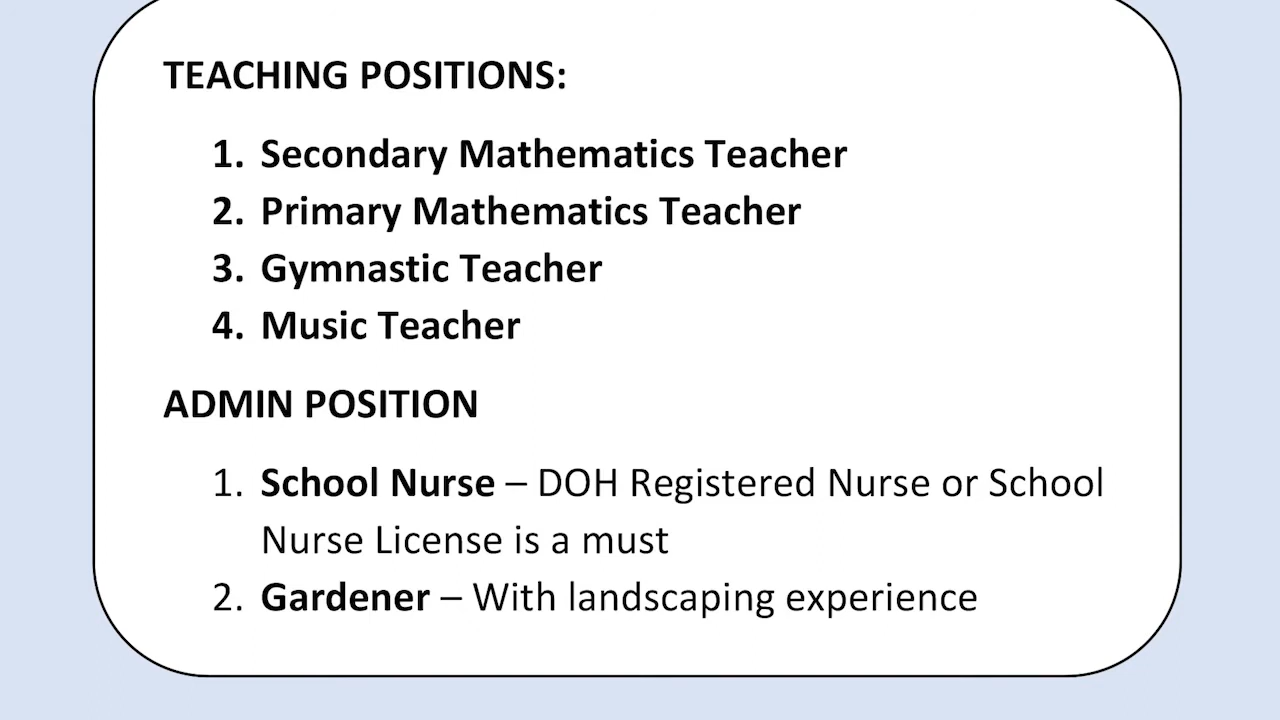 TEACHING POSITIONS:
1. Secondary Mathematics Teacher
2. Primary Mathematics Teacher
3. Gymnastic Teacher
4. Music Teacher
ADMIN POSITION
1. School Nurse – DOH Registered Nurse or School
Nurse License is a must
2. Gardener – With landscaping experience